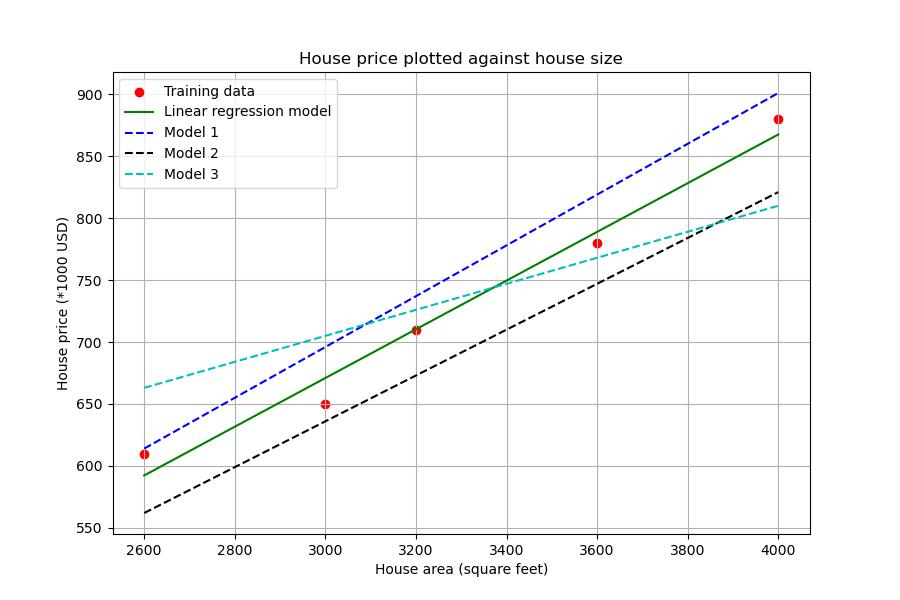 House price plotted against house size
Training data
Linear regression model
Model 1
Model 2
Model 3
900
850
800
750
700
650
600
550
House price (*1000 USD)
2600 2800 3000 3200 3400 3600 3800 4000
House area (square feet)